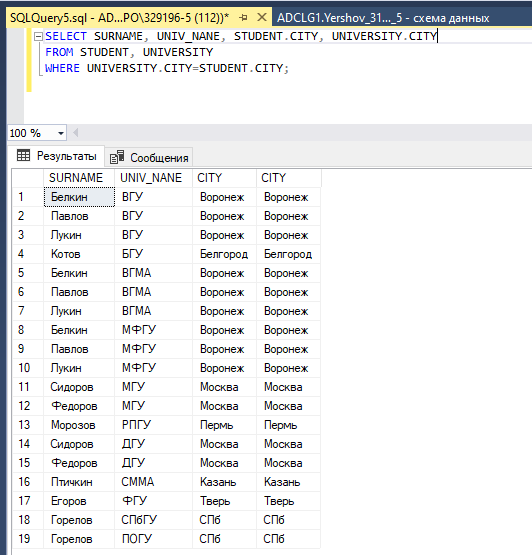 SQLQuery5.sql - AD...PO\329196-5 (112))* ADCLG1.Yershov_31..._5 - схема данных
SELECT SURNAME, UNIV_NANE, STUDENT.CITY, UNIVERSITY.CITY
FROM STUDENT, UNIVERSITY
WHERE UNIVERSITY.CITY=STUDENT.CITY;
100 %
Результаты Сообщения
SURNAME UNIV_NANE CITY CITY
1 Белкин ВГУ Воронеж Воронеж
2 Павлов ВГУ Воронеж Воронеж
3 Лукин ВГУ Воронеж Воронеж
4 Котов БГУ Белгород Белгород
5 Белкин ВГМА Воронеж Воронеж
6 Павлов ВГМА Воронеж Воронеж
7 Лукин ВГМА Воронеж Воронеж
8 Белкин МФГУ Воронеж Воронеж
9 Павлов МФГУ Воронеж Воронеж
10 Лукин МФГУ Воронеж Воронеж
11 Сидоров МГУ Москва Москва
12 Федоров МГУ Москва Москва
13 Морозов РПГУ Пермь Пермь
14 Сидоров ДГУ Москва Москва
15 Федоров ДГУ Москва Москва
16 Птичкин СММА Казань Казань
17 Егоров ФГУ Тверь Тверь
18 Горелов СПбГУ СПб СПб
19 Горелов ПОГУ СПб СПб